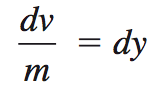 dv/m = dy